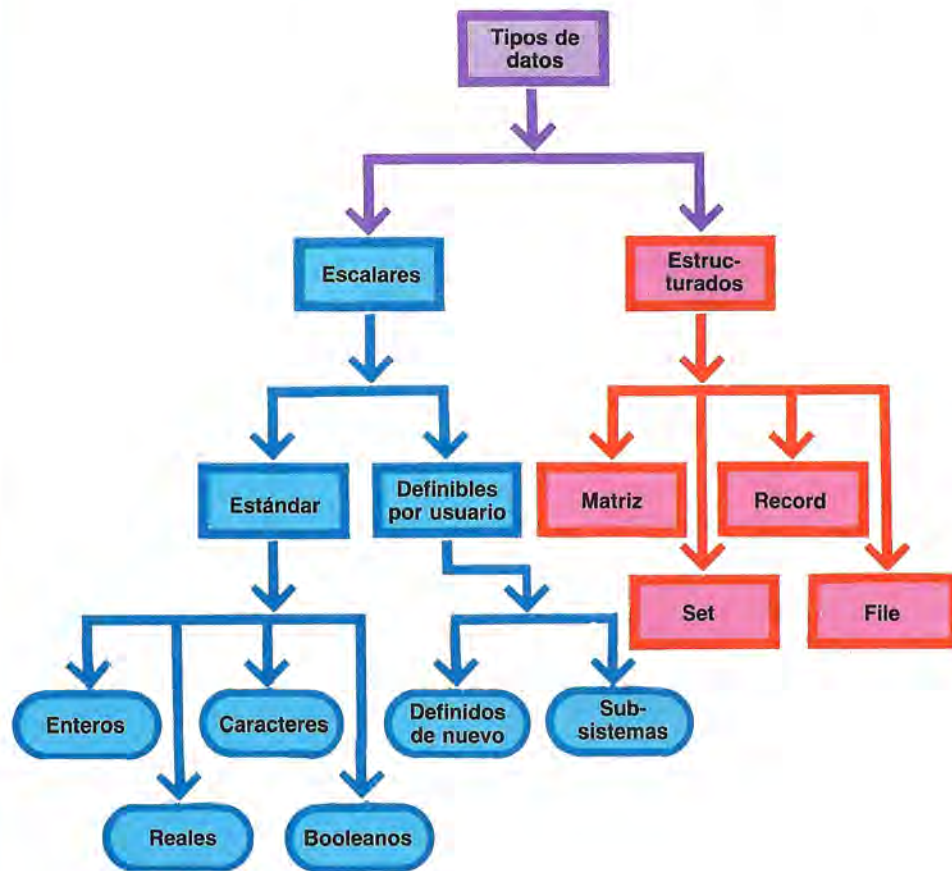 Tipos de
datos
Escalares
Estruc-
turados
Estándar
Definibles
por usuario
Matriz
Record
Set
File
Enteros
Caracteres
Definidos
de nuevo
Sub-
sistemas
Reales
Booleanos